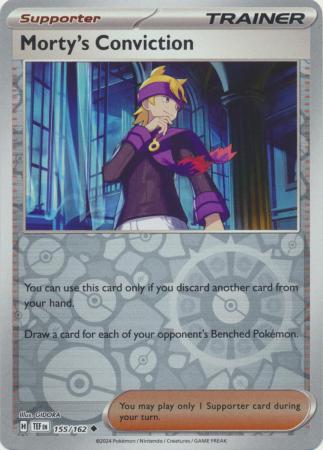 Supporter TRAINER
Morty's Conviction
You can use this card only if you discard another card from
your hand.
Draw a card for each of your opponent's Benched Pokémon.
Illus. GIDORA
H TEF EN 155/162 ◆
You may play only 1 Supporter card during
your turn.
©2024 Pokémon / Nintendo / Creatures / GAME FREAK